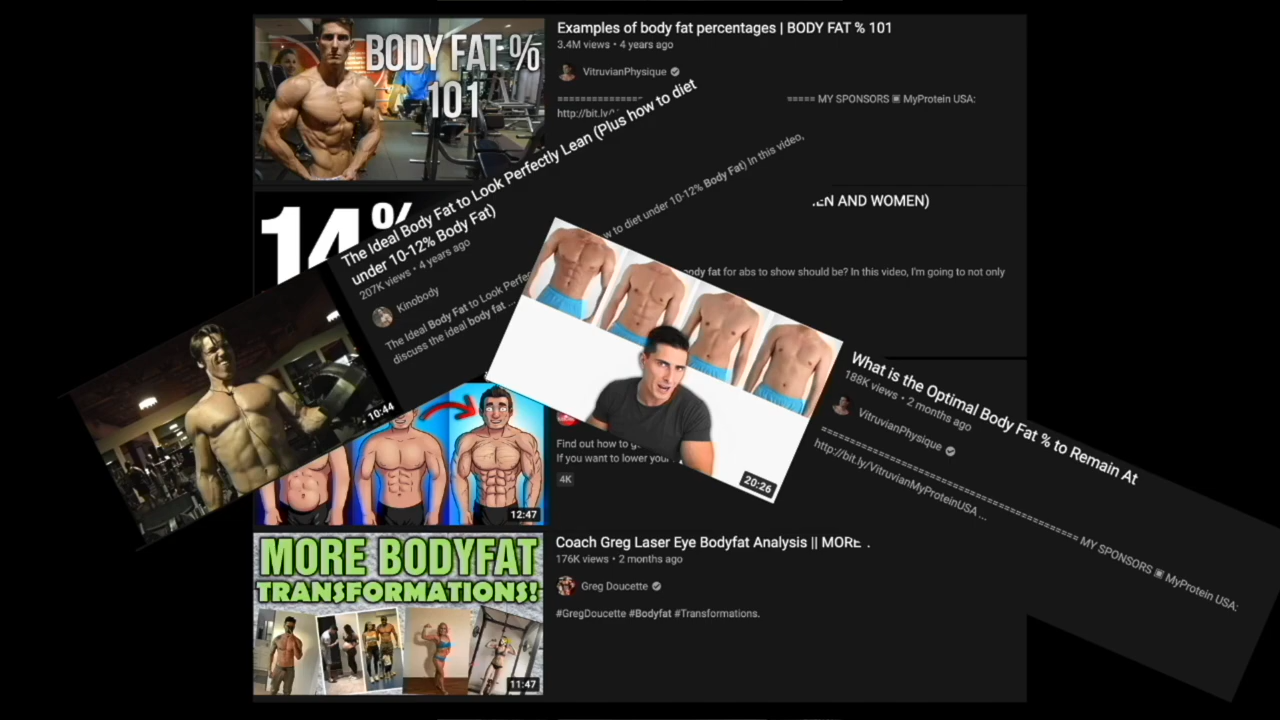 BODY FAT %
101
Examples of body fat percentages | BODY FAT % 101
3.4M views • 4 years ago
VitruvianPhysique
============== ===== MY SPONSORS ▣ MyProtein USA:
http://bit.ly/
14%
AND WOMEN)
body fat for abs to show should be? In this video, I'm going to not only
The Ideal Body Fat to Look Perfectly Lean (Plus how to diet
under 10-12% Body Fat)
207K views • 4 years ago
Kinobody
The Ideal Body Fat to Look to diet under 10-12% Body Fat) In this video,
discuss the ideal body fat ...
10:44
20:26
What is the Optimal Body Fat % to Remain At
188K views • 2 months ago
VitruvianPhysique
======================================== MY SPONSORS ▣ MyProtein USA:
http://bit.ly/VitruvianMyProteinUSA ...
Find out how to
If you want to lower
4K
12:47
MORE BODYFAT
TRANSFORMATIONS!
11:47
Coach Greg Laser Eye Bodyfat Analysis || MORE
176K views • 2 months ago
Greg Doucette
#GregDoucette #Bodyfat #Transformations.